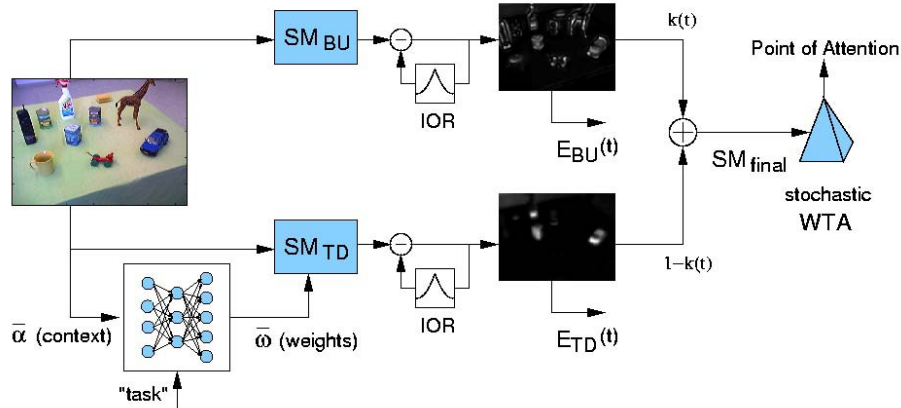 SM BU
IOR
E BU (t)
k(t)
Point of Attention
SM final
stochastic
WTA
SM TD
IOR
E TD (t)
1−k(t)
α̅ (context)
ω̅ (weights)
"task"